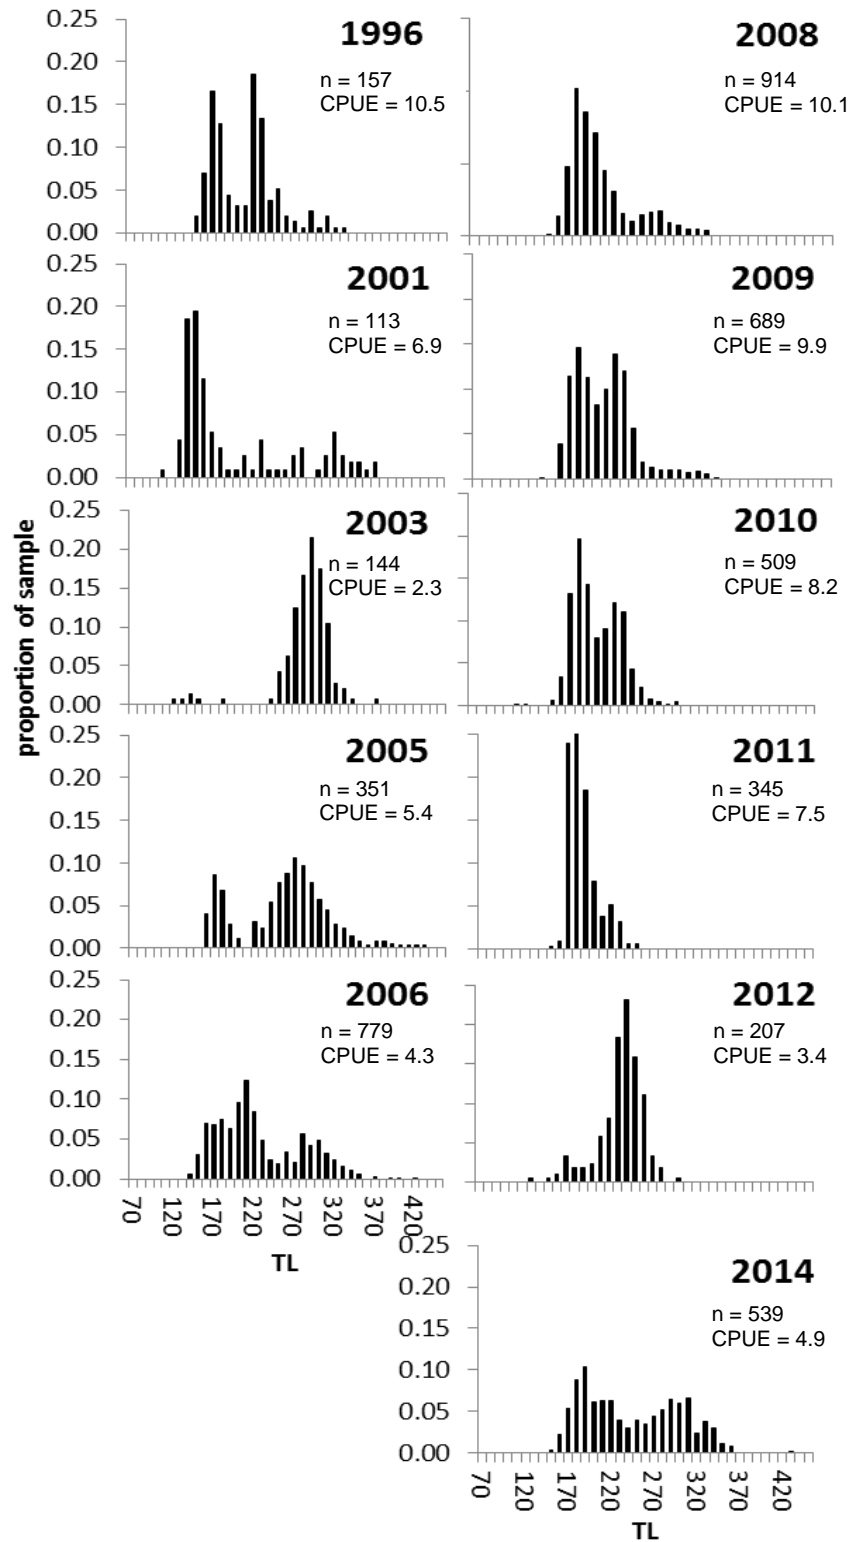 proportion of sample
0.25
0.20
0.15
0.10
0.05
0.00
1996
n = 157
CPUE = 10.5
2008
n = 914
CPUE = 10.1
0.25
0.20
0.15
0.10
0.05
0.00
2001
n = 113
CPUE = 6.9
2009
n = 689
CPUE = 9.9
0.25
0.20
0.15
0.10
0.05
0.00
2003
n = 144
CPUE = 2.3
2010
n = 509
CPUE = 8.2
0.25
0.20
0.15
0.10
0.05
0.00
2005
n = 351
CPUE = 5.4
2011
n = 345
CPUE = 7.5
0.25
0.20
0.15
0.10
0.05
0.00
2006
n = 779
CPUE = 4.3
70 120 170 220 270 320 370 420
TL
2012
n = 207
CPUE = 3.4
0.25
0.20
0.15
0.10
0.05
0.00
2014
n = 539
CPUE = 4.9
70 120 170 220 270 320 370 420
TL